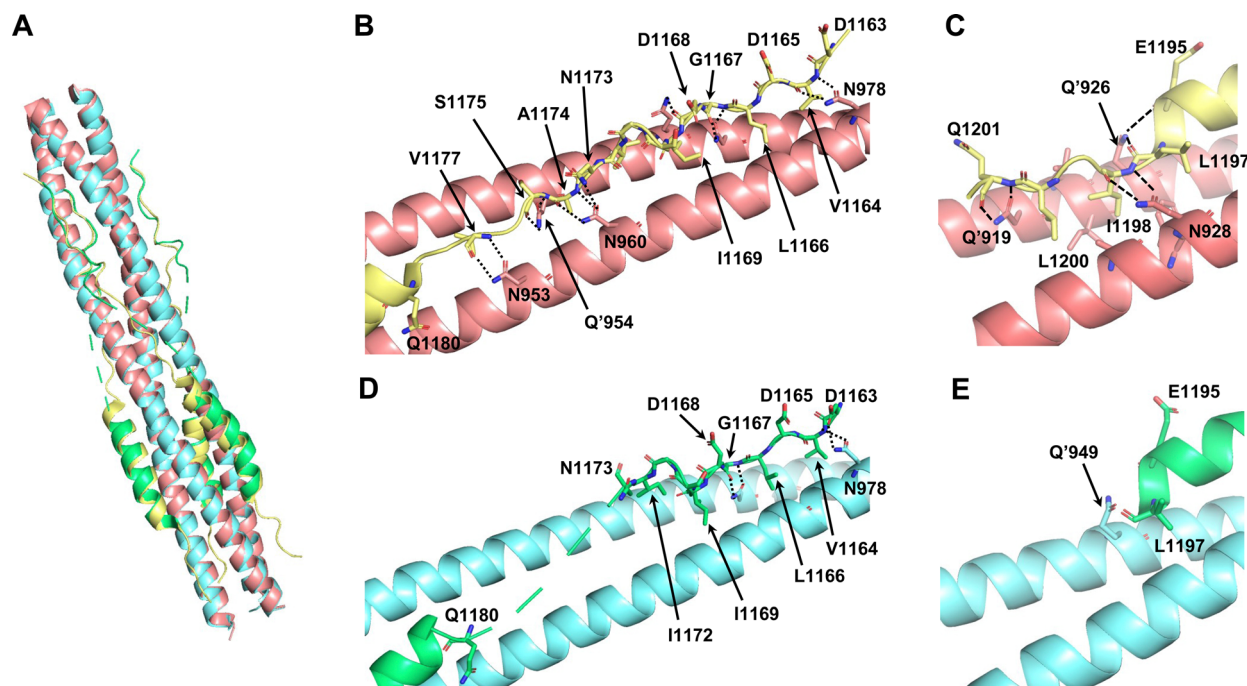 A
B
D1163
D1165
D1168
G1167
N1173
N978
S1175
A1174
V1177
V1164
L1166
N960
I1169
N953
Q'954
Q1180
C
E1195
Q'926
Q1201
L1197
I1198
Q'919
N928
L1200
D
D1165
D1163
D1168
G1167
N1173
N978
V1164
L1166
Q1180
I1169
I1172
E
E1195
Q'949
L1197